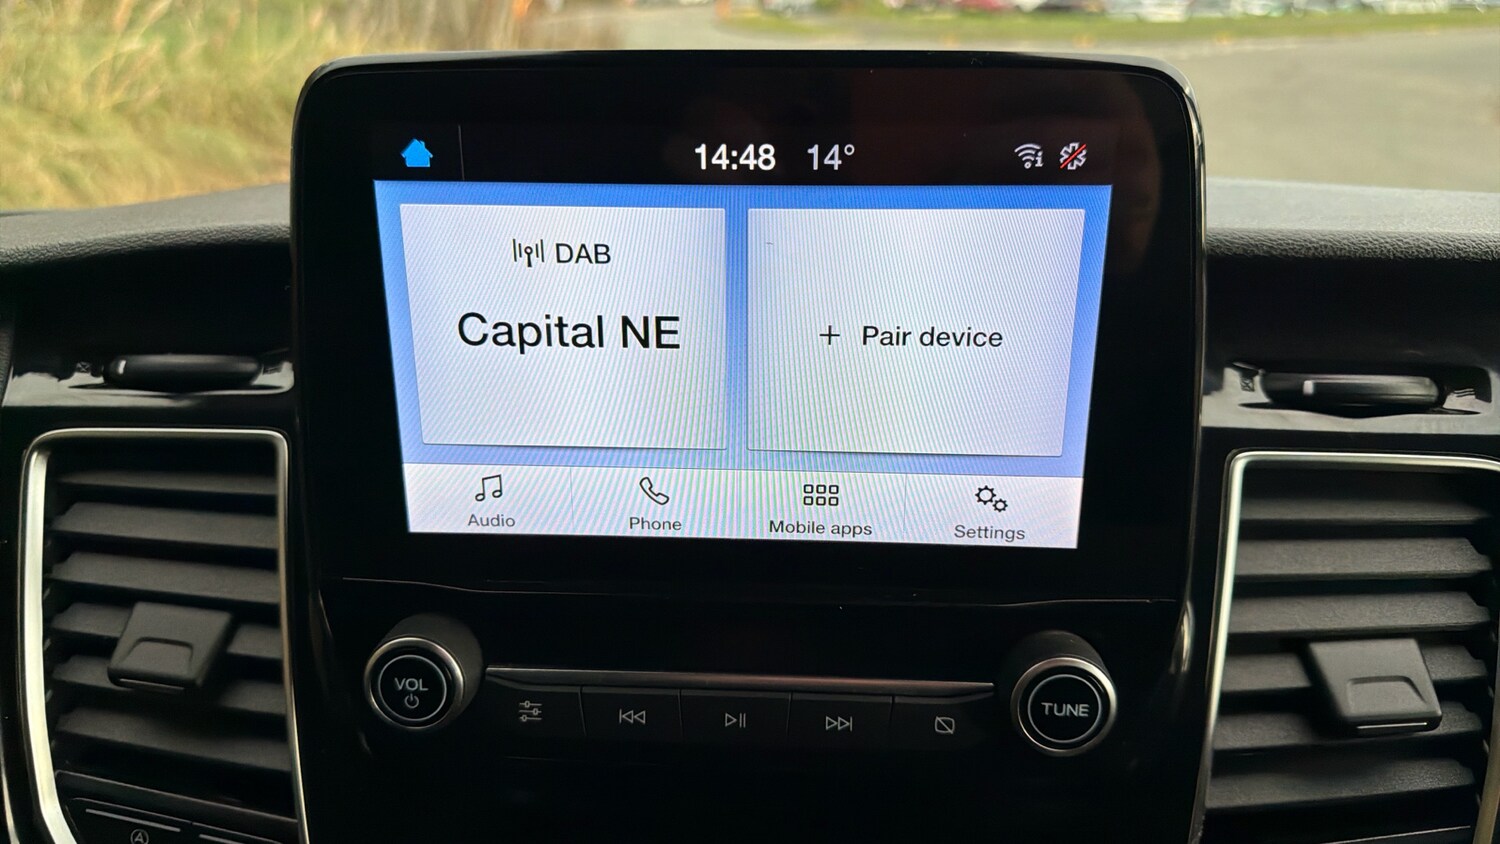 14:48 14°
DAB
Capital NE
+ Pair device
Audio
Phone
Mobile apps
Settings
VOL
TUNE
A